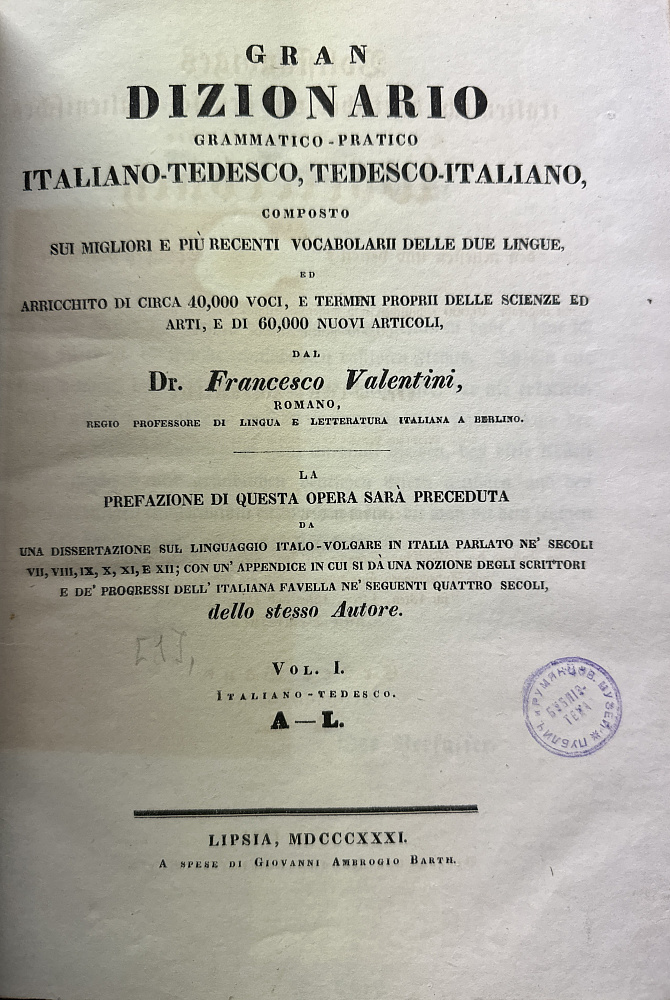 GRAN
DIZIONARIO
GRAMMATICO-PRATICO
ITALIANO-TEDESCO, TEDESCO-ITALIANO,
COMPOSTO
SUI MIGLIORI E PIÙ RECENTI VOCABOLARII DELLE DUE LINGUE,
ED
ARRICCHITO DI CIRCA 40,000 VOCI, E TERMINI PROPRII DELLE SCIENZE ED
ARTI, E DI 60,000 NUOVI ARTICOLI,
DAL
Dr. Francesco Valentini,
ROMANO,
REGIO PROFESSORE DI LINGUA E LETTERATURA ITALIANA A BERLINO.
LA
PREFAZIONE DI QUESTA OPERA SARÀ PRECEDUTA
DA
UNA DISSERTAZIONE SUL LINGUAGGIO ITALO-VOLGARE IN ITALIA PARLATO NE' SECOLI
VII, VIII, IX, X, XI, E XII; CON UN' APPENDICE IN CUI SI DÀ UNA NOZIONE DEGLI SCRITTORI
E DE' PROGRESSI DELL' ITALIANA FAVELLA NE' SEGUENTI QUATTRO SECOLI,
dello stesso Autore.
VOL. I.
ITALIANO-TEDESCO.
A—L.
ПУБЛИЧ. И РУМЯНЦОВ. МУЗЕИ
БИБЛІО-
ТЕКА
LIPSIA, MDCCCXXXI.
A SPESE DI GIOVANNI AMBROGIO BARTH.